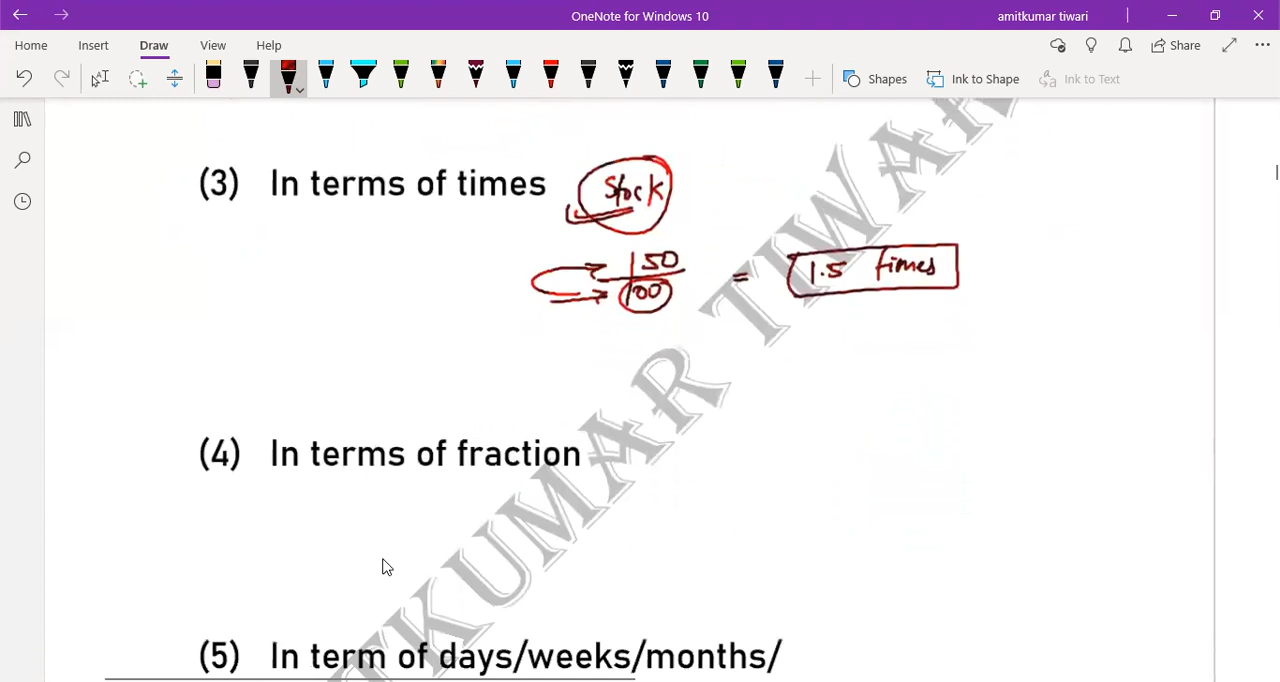 OneNote for Windows 10
amitkumar tiwari
Home Insert Draw View Help Share
Shapes Ink to Shape Ink to Text
(3) In terms of times Stock
150
100 = 1.5 times
(4) In terms of fraction
(5) In term of days/weeks/months/
TKUMAR TIWAR